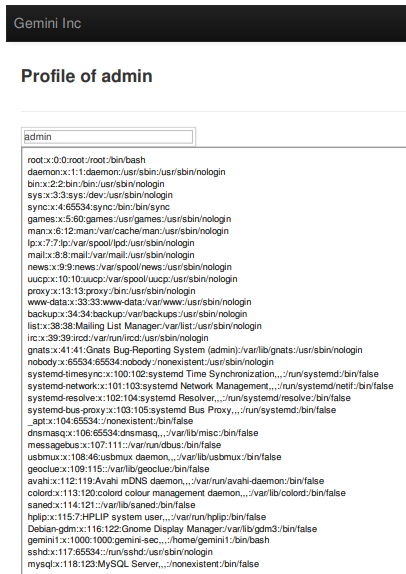 Gemini Inc
Profile of admin
admin
root:x:0:0:root:/root:/bin/bash
daemon:x:1:1:daemon:/usr/sbin:/usr/sbin/nologin
bin:x:2:2:bin:/bin:/usr/sbin/nologin
sys:x:3:3:sys:/dev:/usr/sbin/nologin
sync:x:4:65534:sync:/bin:/bin/sync
games:x:5:60:games:/usr/games:/usr/sbin/nologin
man:x:6:12:man:/var/cache/man:/usr/sbin/nologin
lp:x:7:7:lp:/var/spool/lpd:/usr/sbin/nologin
mail:x:8:8:mail:/var/mail:/usr/sbin/nologin
news:x:9:9:news:/var/spool/news:/usr/sbin/nologin
uucp:x:10:10:uucp:/var/spool/uucp:/usr/sbin/nologin
proxy:x:13:13:proxy:/bin:/usr/sbin/nologin
www-data:x:33:33:www-data:/var/www:/usr/sbin/nologin
backup:x:34:34:backup:/var/backups:/usr/sbin/nologin
list:x:38:38:Mailing List Manager:/var/list:/usr/sbin/nologin
irc:x:39:39:ircd:/var/run/ircd:/usr/sbin/nologin
gnats:x:41:41:Gnats Bug-Reporting System (admin):/var/lib/gnats:/usr/sbin/nologin
nobody:x:65534:65534:nobody:/nonexistent:/usr/sbin/nologin
systemd-timesync:x:100:102:systemd Time Synchronization,,,:/run/systemd:/bin/false
systemd-network:x:101:103:systemd Network Management,,,:/run/systemd/netif:/bin/false
systemd-resolve:x:102:104:systemd Resolver,,,:/run/systemd/resolve:/bin/false
systemd-bus-proxy:x:103:105:systemd Bus Proxy,,,:/run/systemd:/bin/false
_apt:x:104:65534::/nonexistent:/bin/false
dnsmasq:x:106:65534:dnsmasq,,,:/var/lib/misc:/bin/false
messagebus:x:107:111::/var/run/dbus:/bin/false
usbmux:x:108:46:usbmux daemon,,,:/var/lib/usbmux:/bin/false
geoclue:x:109:115::/var/lib/geoclue:/bin/false
avahi:x:112:119:Avahi mDNS daemon,,,:/var/run/avahi-daemon:/bin/false
colord:x:113:120:colord colour management daemon,,,:/var/lib/colord:/bin/false
saned:x:114:121::/var/lib/saned:/bin/false
hplip:x:115:7:HPLIP system user,,,:/var/run/hplip:/bin/false
Debian-gdm:x:116:122:Gnome Display Manager:/var/lib/gdm3:/bin/false
gemini1:x:1000:1000:gemini-sec,,,:/home/gemini1:/bin/bash
sshd:x:117:65534::/run/sshd:/usr/sbin/nologin
mysql:x:118:123:MySQL Server,,,:/nonexistent:/bin/false